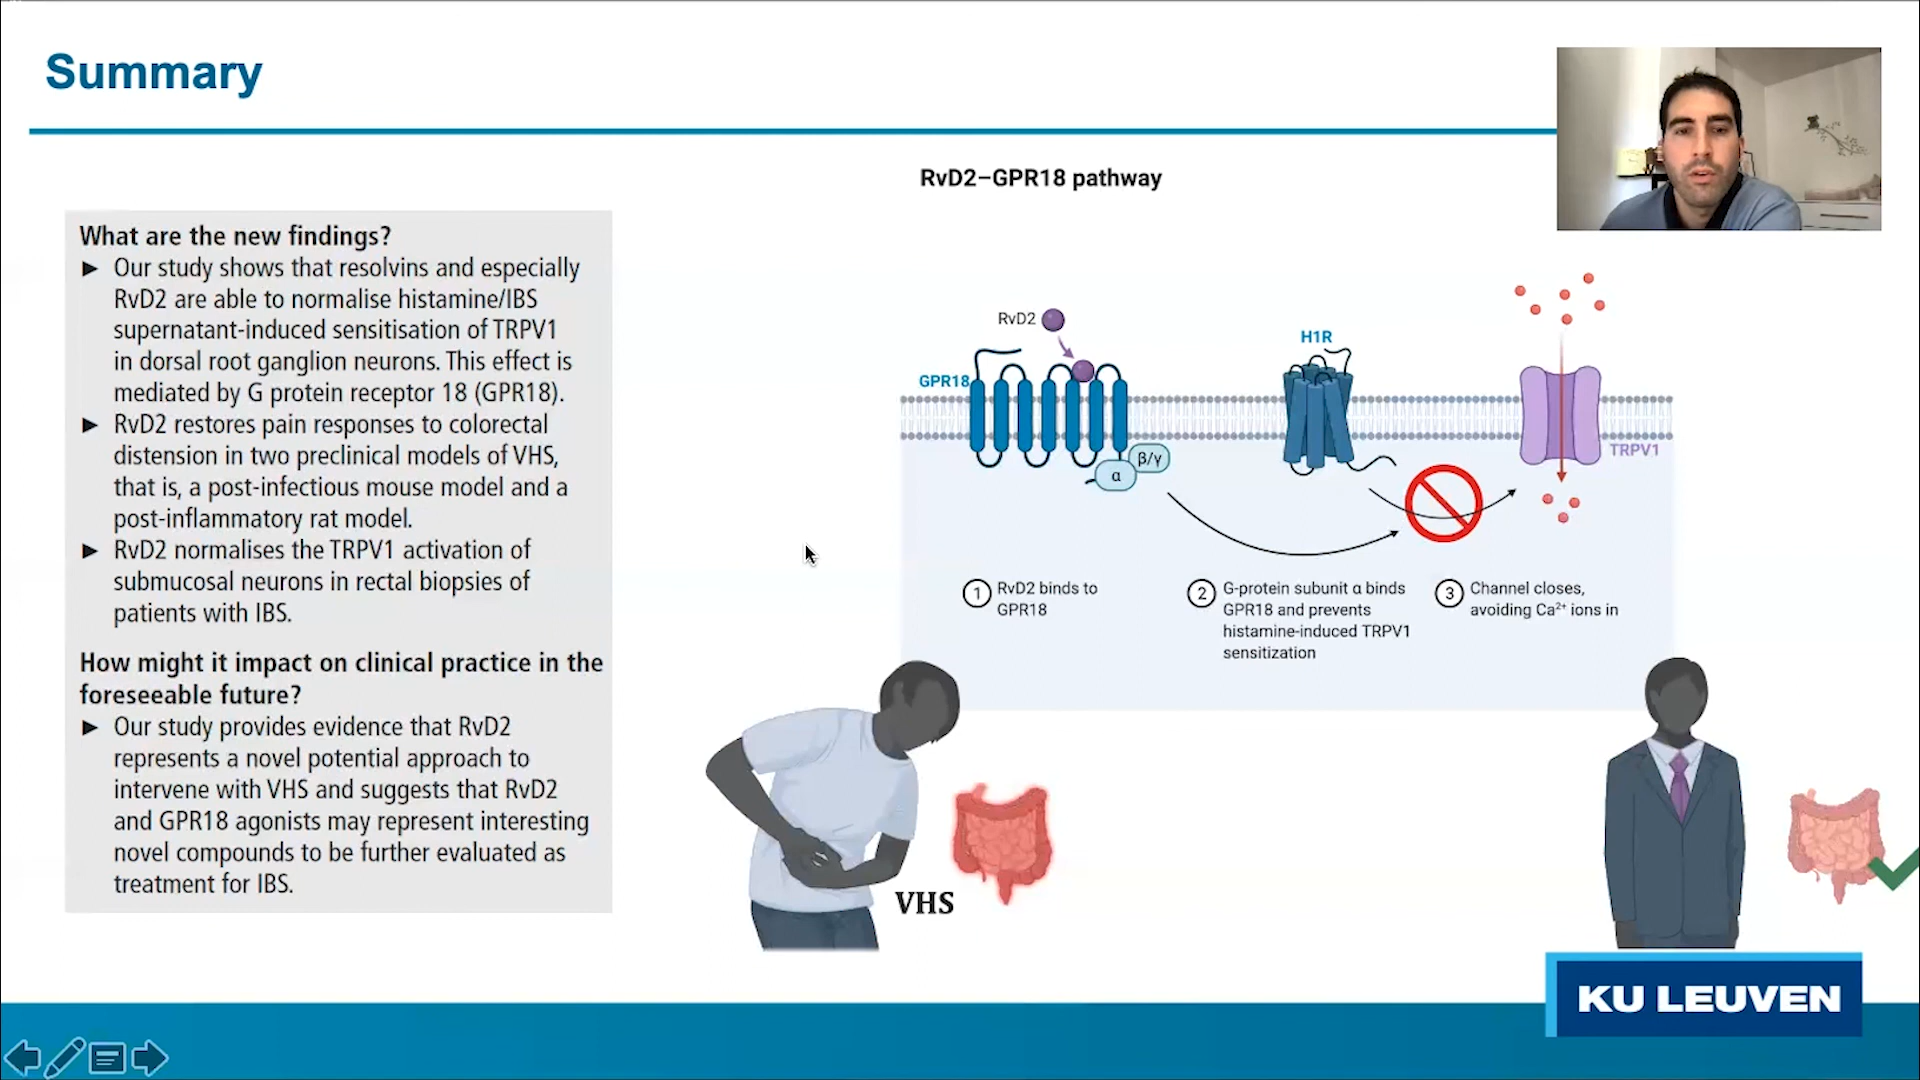 Summary
RvD2–GPR18 pathway
What are the new findings?
► Our study shows that resolvins and especially
RvD2 are able to normalise histamine/IBS
supernatant-induced sensitisation of TRPV1
in dorsal root ganglion neurons. This effect is
mediated by G protein receptor 18 (GPR18).
► RvD2 restores pain responses to colorectal
distension in two preclinical models of VHS,
that is, a post-infectious mouse model and a
post-inflammatory rat model.
► RvD2 normalises the TRPV1 activation of
submucosal neurons in rectal biopsies of
patients with IBS.
How might it impact on clinical practice in the
foreseeable future?
► Our study provides evidence that RvD2
represents a novel potential approach to
intervene with VHS and suggests that RvD2
and GPR18 agonists may represent interesting
novel compounds to be further evaluated as
treatment for IBS.
RvD2
GPR18
H1R
TRPV1
α
β/γ
1 RvD2 binds to
GPR18
2 G-protein subunit α binds
GPR18 and prevents
histamine-induced TRPV1
sensitization
3 Channel closes,
avoiding Ca²⁺ ions in
VHS
KU LEUVEN